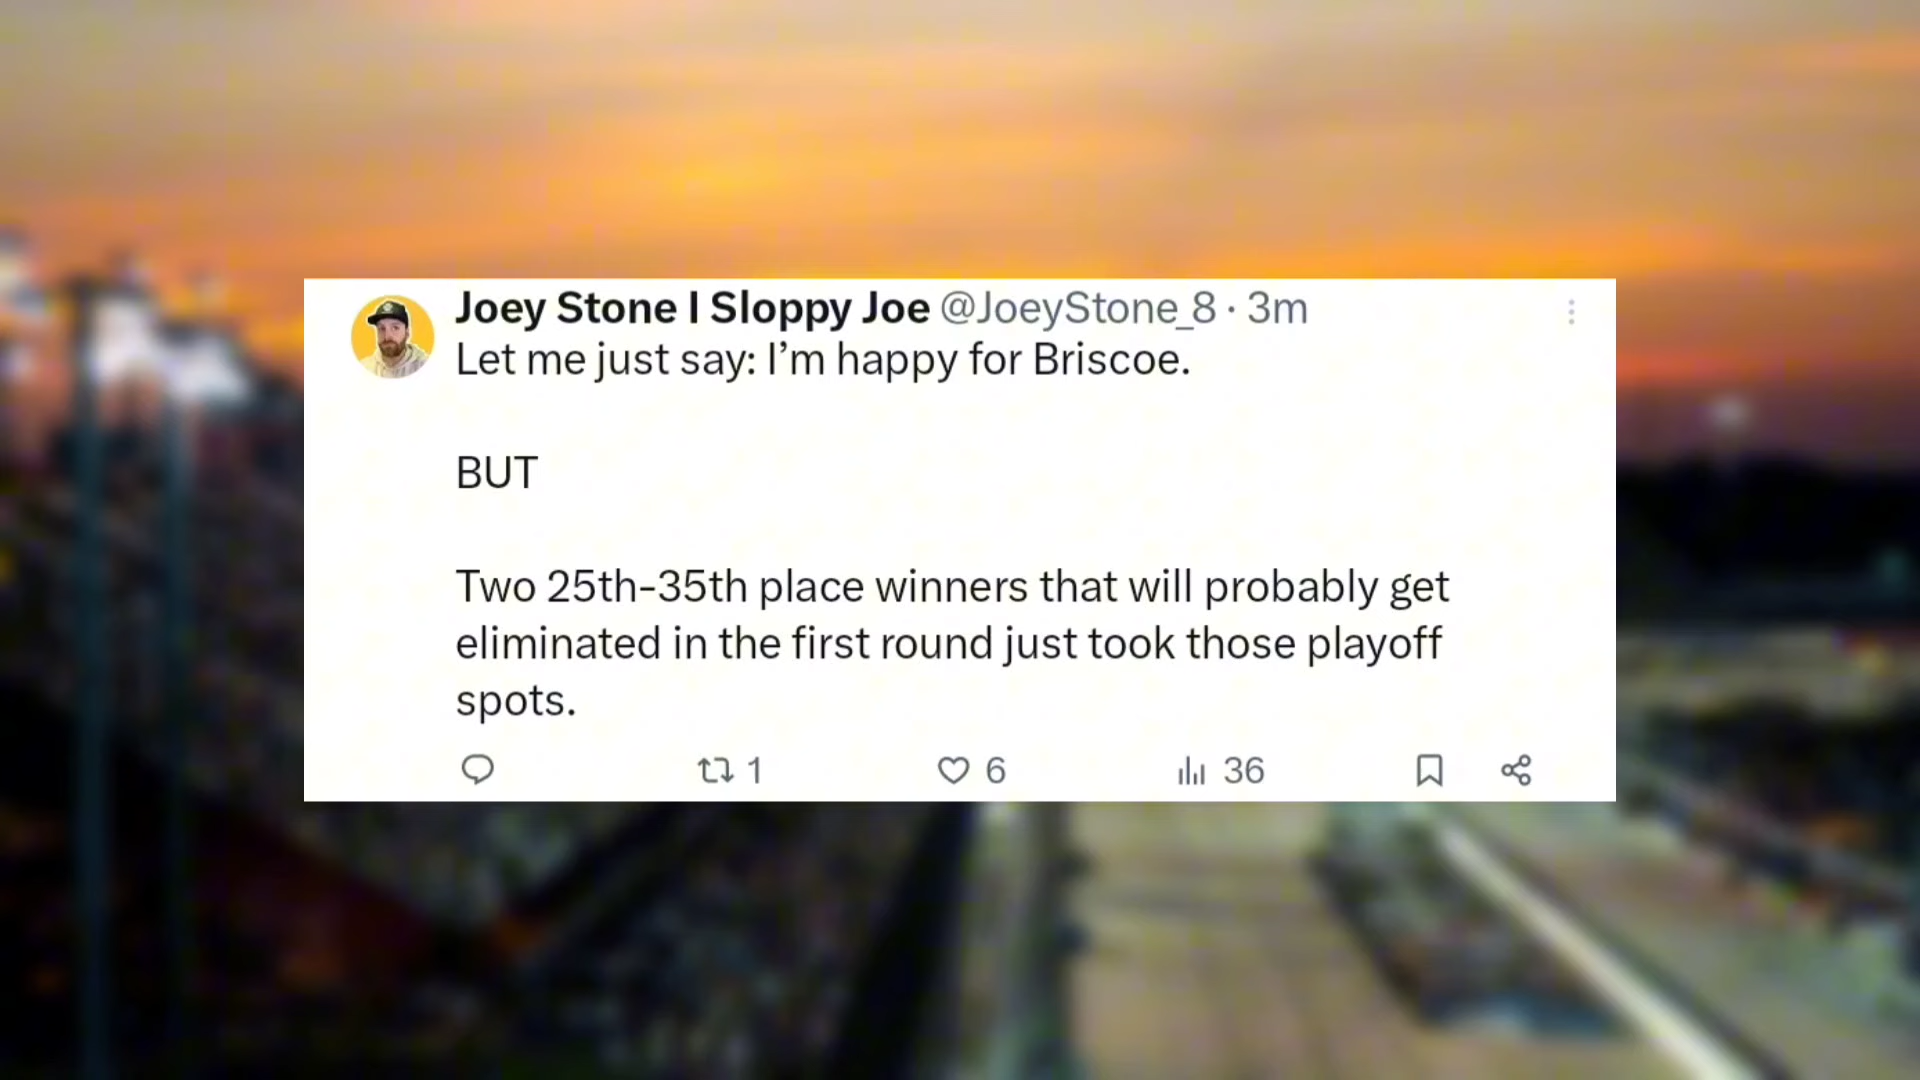 Joey Stone I Sloppy Joe @JoeyStone_8 · 3m
Let me just say: I’m happy for Briscoe.
BUT
Two 25th-35th place winners that will probably get
eliminated in the first round just took those playoff
spots.
1 6 36